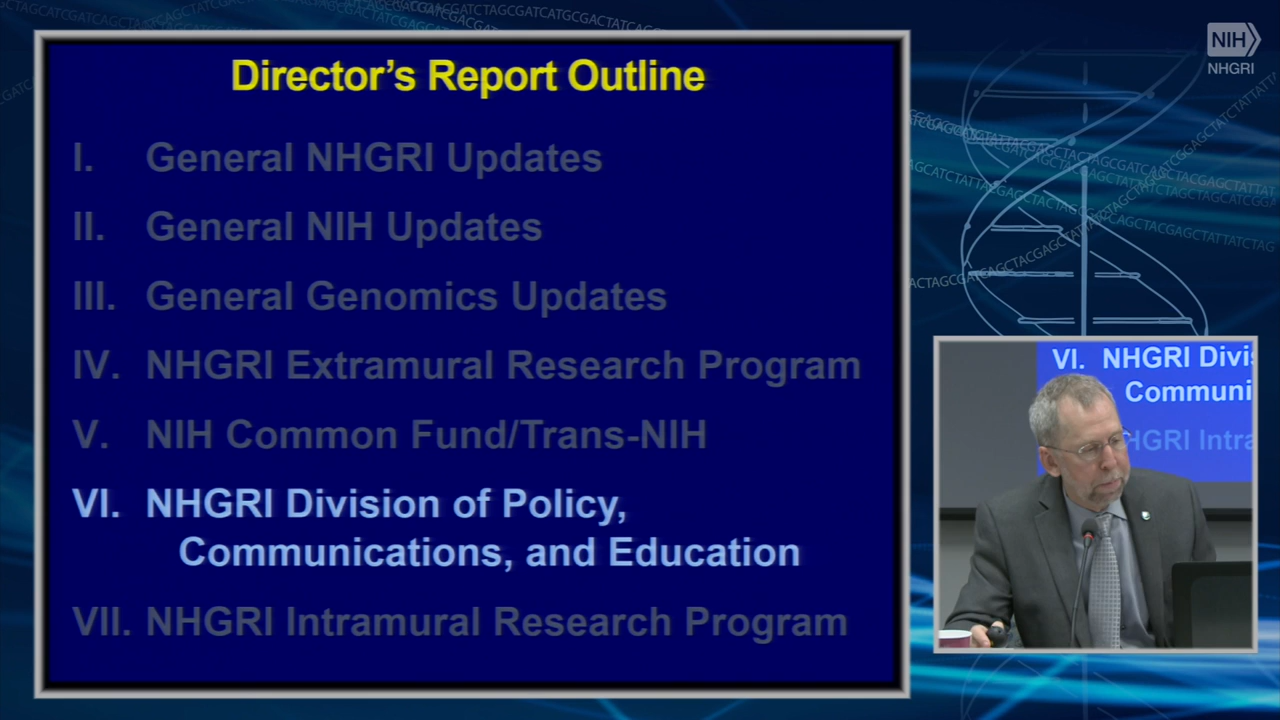 Director's Report Outline
I. General NHGRI Updates
II. General NIH Updates
III. General Genomics Updates
IV. NHGRI Extramural Research Program
V. NIH Common Fund/Trans-NIH
VI. NHGRI Division of Policy,
Communications, and Education
VII. NHGRI Intramural Research Program
NIH
NHGRI
VI. NHGRI Divi
Communi
HGRI Intra